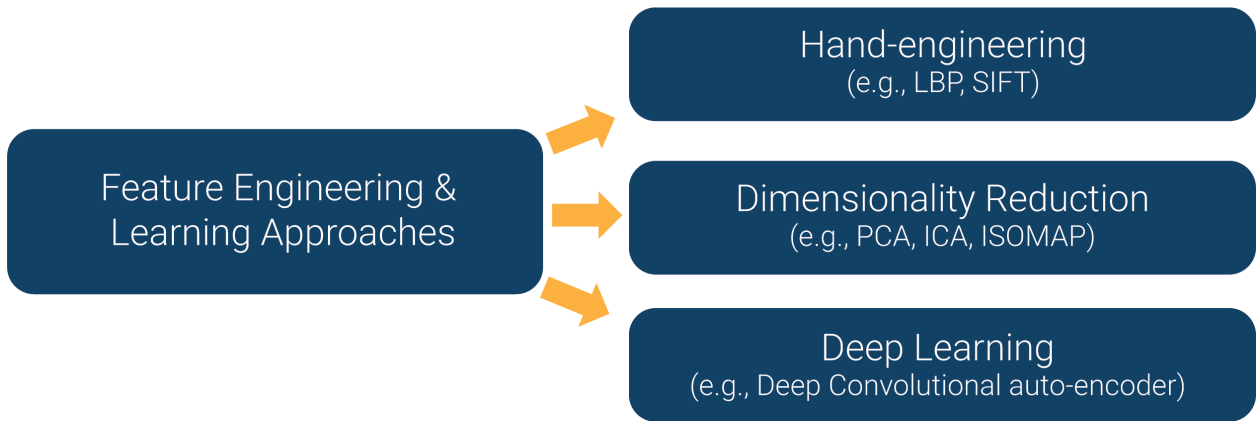 Feature Engineering &
Learning Approaches
Hand-engineering
(e.g., LBP, SIFT)
Dimensionality Reduction
(e.g., PCA, ICA, ISOMAP)
Deep Learning
(e.g., Deep Convolutional auto-encoder)